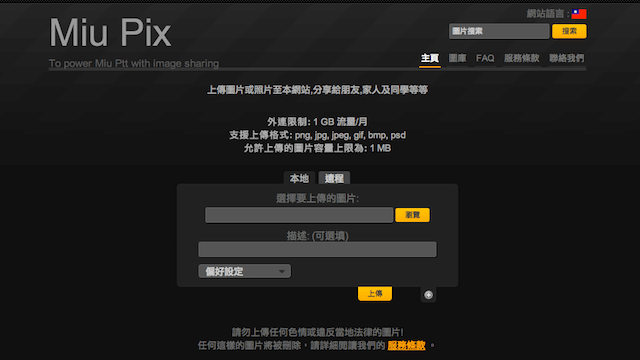 網站語言 :
Miu Pix
圖片搜索
搜索
To power Miu Ptt with image sharing
主頁 圖庫 FAQ 服務條款 聯絡我們
上傳圖片或照片至本網站,分享給朋友,家人及同學等等
外連限制: 1 GB 流量/月
支援上傳格式: png, jpg, jpeg, gif, bmp, psd
允許上傳的圖片容量上限為: 1 MB
本地 遠程
選擇要上傳的圖片:
瀏覽
描述: (可選填)
偏好設定
上傳
請勿上傳任何色情或違反當地法律的圖片!
任何這樣的圖片將被刪除，請詳細閱讀我們的 服務條款 。